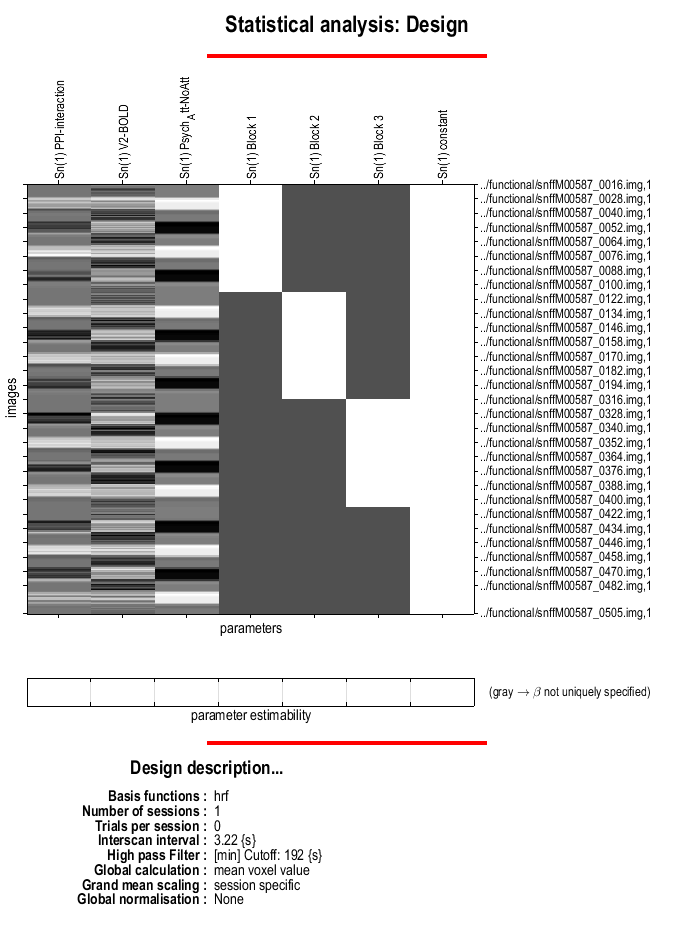 Statistical analysis: Design
Sn(1) PPI-interaction
Sn(1) V2-BOLD
Sn(1) Psych_Att-NoAtt
Sn(1) Block 1
Sn(1) Block 2
Sn(1) Block 3
Sn(1) constant
../functional/snffM00587_0016.img,1
../functional/snffM00587_0028.img,1
../functional/snffM00587_0040.img,1
../functional/snffM00587_0052.img,1
../functional/snffM00587_0064.img,1
../functional/snffM00587_0076.img,1
../functional/snffM00587_0088.img,1
../functional/snffM00587_0100.img,1
../functional/snffM00587_0122.img,1
../functional/snffM00587_0134.img,1
../functional/snffM00587_0146.img,1
../functional/snffM00587_0158.img,1
../functional/snffM00587_0170.img,1
../functional/snffM00587_0182.img,1
../functional/snffM00587_0194.img,1
../functional/snffM00587_0316.img,1
../functional/snffM00587_0328.img,1
../functional/snffM00587_0340.img,1
../functional/snffM00587_0352.img,1
../functional/snffM00587_0364.img,1
../functional/snffM00587_0376.img,1
../functional/snffM00587_0388.img,1
../functional/snffM00587_0400.img,1
../functional/snffM00587_0422.img,1
../functional/snffM00587_0434.img,1
../functional/snffM00587_0446.img,1
../functional/snffM00587_0458.img,1
../functional/snffM00587_0470.img,1
../functional/snffM00587_0482.img,1
../functional/snffM00587_0505.img,1
images
parameters
(gray → β not uniquely specified)
parameter estimability
Design description...
Basis functions : hrf
Number of sessions : 1
Trials per session : 0
Interscan interval : 3.22 {s}
High pass Filter : [min] Cutoff: 192 {s}
Global calculation : mean voxel value
Grand mean scaling : session specific
Global normalisation : None